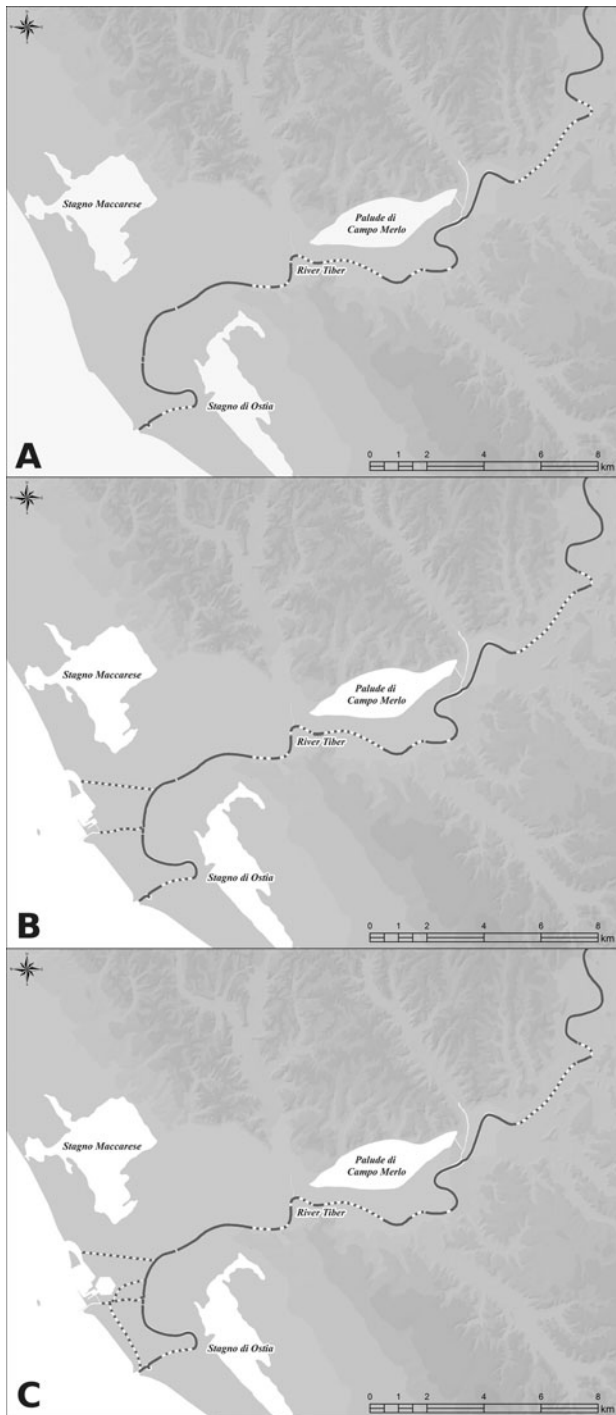 Stagno Maccarese
Palude di
Campo Merlo
River Tiber
Stagno di Ostia
A
0 1 2 4 6 8
km
Stagno Maccarese
Palude di
Campo Merlo
River Tiber
Stagno di Ostia
B
0 1 2 4 6 8
km
Stagno Maccarese
Palude di
Campo Merlo
River Tiber
Stagno di Ostia
C
0 1 2 4 6 8
km